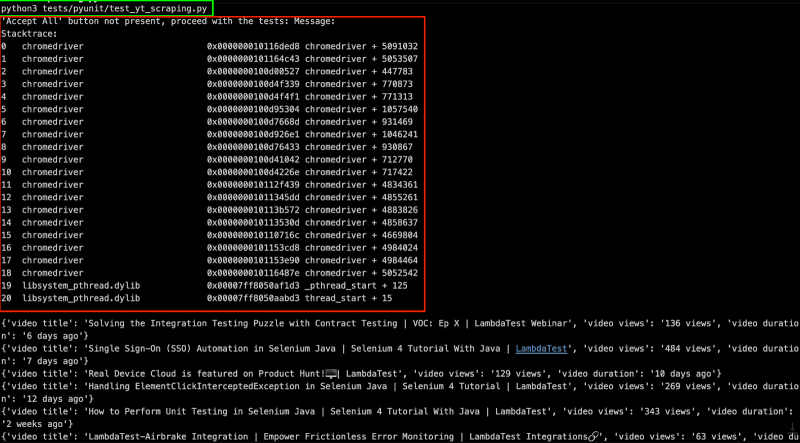 python3 tests/pyunit/test_yt_scraping.py
'Accept All' button not present, proceed with the tests: Message:
Stacktrace:
0 chromedriver 0x000000010116ded8 chromedriver + 5091032
1 chromedriver 0x0000000101164c43 chromedriver + 5053507
2 chromedriver 0x0000000100d00527 chromedriver + 447783
3 chromedriver 0x0000000100d4f339 chromedriver + 770873
4 chromedriver 0x0000000100d4f4f1 chromedriver + 771313
5 chromedriver 0x0000000100d95304 chromedriver + 1057540
6 chromedriver 0x0000000100d7668d chromedriver + 931469
7 chromedriver 0x0000000100d926e1 chromedriver + 1046241
8 chromedriver 0x0000000100d76433 chromedriver + 930867
9 chromedriver 0x0000000100d41042 chromedriver + 712770
10 chromedriver 0x0000000100d4226e chromedriver + 717422
11 chromedriver 0x000000010112f439 chromedriver + 4834361
12 chromedriver 0x00000001011345dd chromedriver + 4855261
13 chromedriver 0x000000010113b572 chromedriver + 4883826
14 chromedriver 0x000000010113530d chromedriver + 4858637
15 chromedriver 0x000000010110716c chromedriver + 4669804
16 chromedriver 0x0000000101153cd8 chromedriver + 4984024
17 chromedriver 0x0000000101153e90 chromedriver + 4984464
18 chromedriver 0x000000010116487e chromedriver + 5052542
19 libsystem_pthread.dylib 0x00007ff8050af1d3 _pthread_start + 125
20 libsystem_pthread.dylib 0x00007ff8050aabd3 thread_start + 15
{'video title': 'Solving the Integration Testing Puzzle with Contract Testing | VOC: Ep X | LambdaTest Webinar', 'video views': '136 views', 'video duratio
n': '6 days ago'}
{'video title': 'Single Sign-On (SSO) Automation in Selenium Java | Selenium 4 Tutorial With Java | LambdaTest', 'video views': '484 views', 'video duratio
n': '7 days ago'}
{'video title': 'Real Device Cloud is featured on Product Hunt!💻| LambdaTest', 'video views': '129 views', 'video duration': '10 days ago'}
{'video title': 'Handling ElementClickInterceptedException in Selenium Java | Selenium 4 Tutorial | LambdaTest', 'video views': '269 views', 'video duratio
n': '12 days ago'}
{'video title': 'How to Perform Unit Testing in Selenium Java | Selenium 4 Tutorial With Java | LambdaTest', 'video views': '343 views', 'video duration':
'2 weeks ago'}
{'video title': 'LambdaTest-Airbrake Integration | Empower Frictionless Error Monitoring | LambdaTest Integrations🔗', 'video views': '63 views', 'video du